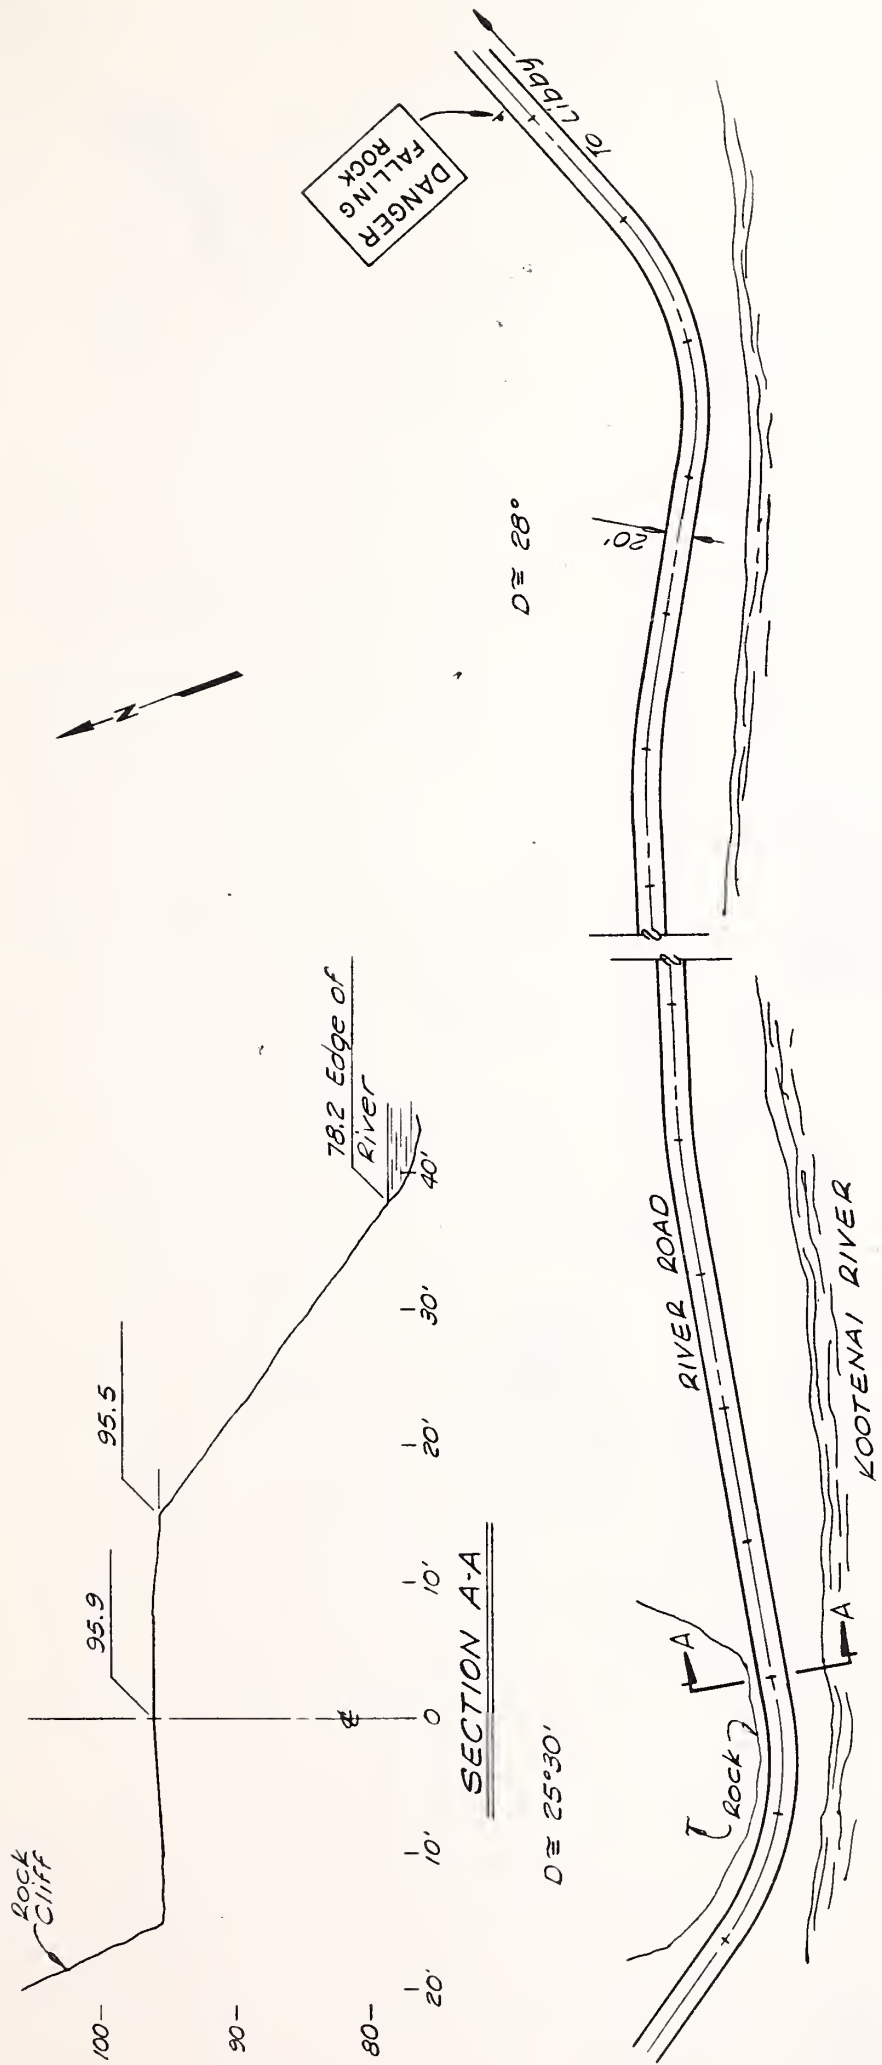 Rock
Cliff
95.9
95.5
78.2 Edge of
River
100-
90-
80-
20'
10'
0
10'
20'
30'
40'
℄
SECTION A-A
D ≅ 25°30'
N
D ≅ 28°
DANGER
FALLING
ROCK
To Libby
20'
RIVER ROAD
ROCK
A
A
KOOTENAI RIVER